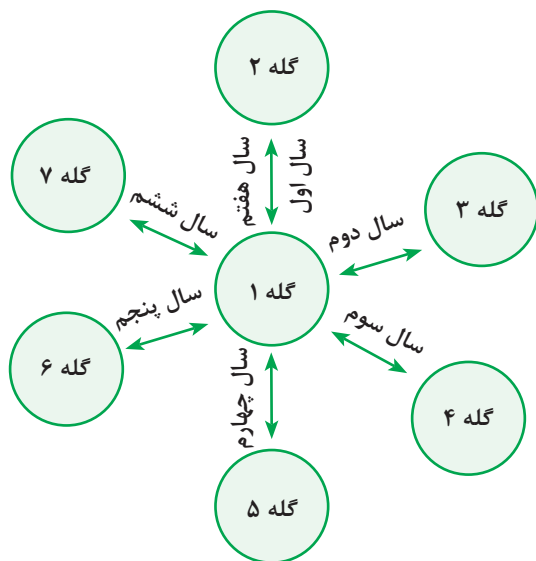 گله ۲
سال اول
سال هفتم
گله ۳
سال دوم
گله ۷
سال ششم
گله ۱
سال سوم
سال پنجم
گله ۴
گله ۶
سال چهارم
گله ۵